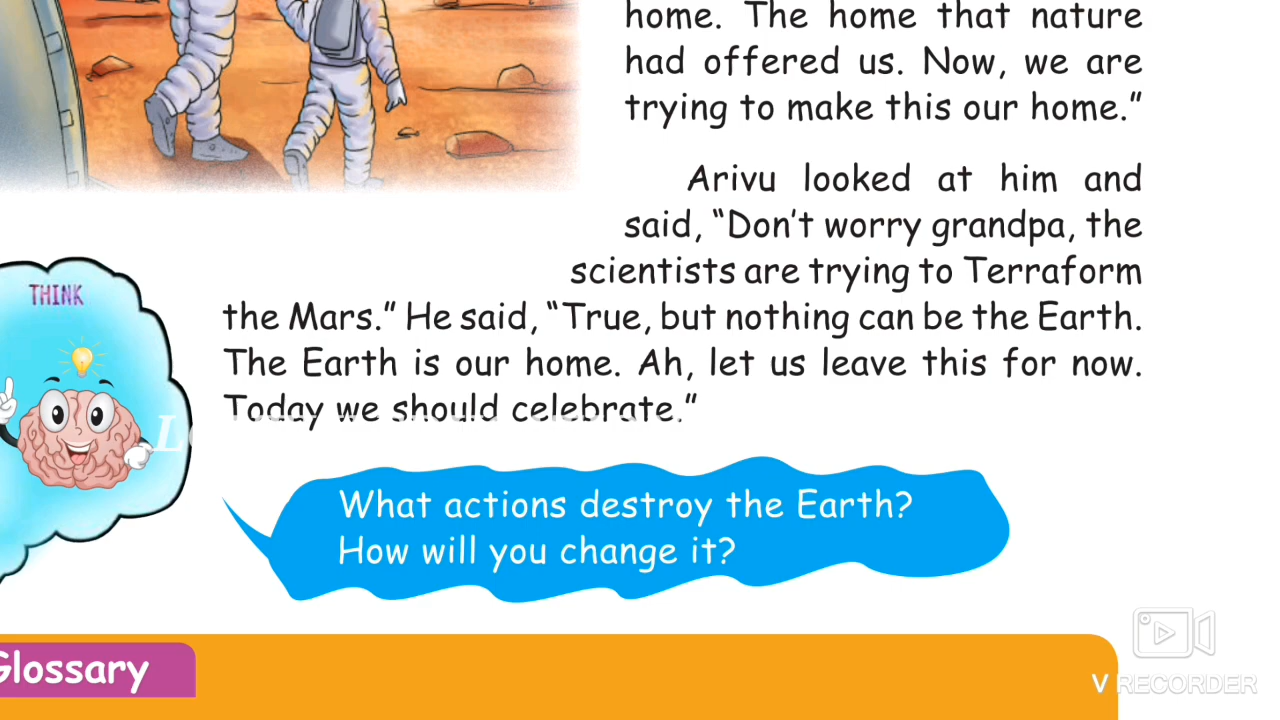 home. The home that nature
had offered us. Now, we are
trying to make this our home.”
Arivu looked at him and
said, “Don’t worry grandpa, the
scientists are trying to Terraform
the Mars.” He said, “True, but nothing can be the Earth.
The Earth is our home. Ah, let us leave this for now.
Today we should celebrate.”
THINK
What actions destroy the Earth?
How will you change it?
Glossary
V RECORDER